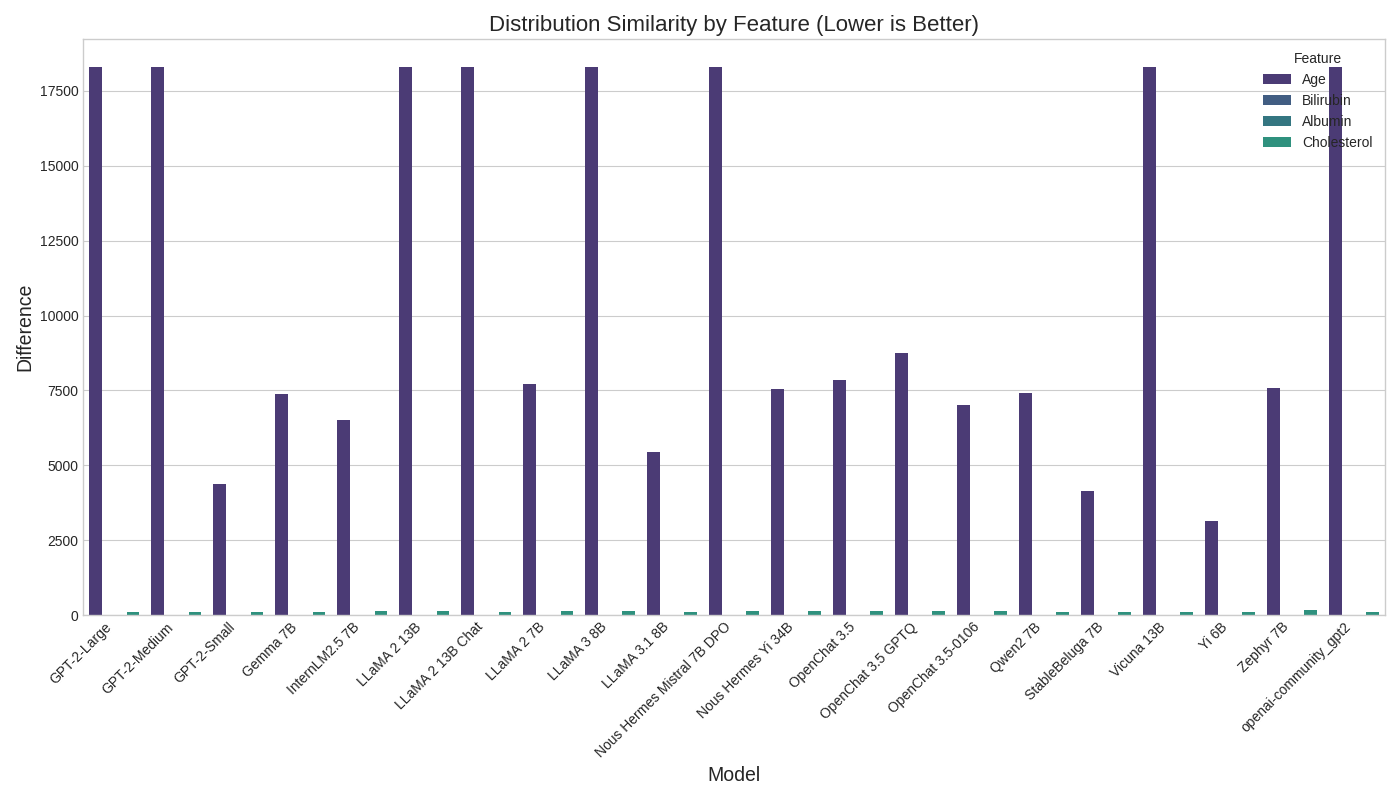 Distribution Similarity by Feature (Lower is Better)
Feature
Age
Bilirubin
Albumin
Cholesterol
17500
15000
12500
10000
7500
5000
2500
0
Difference
GPT-2-Large
GPT-2-Medium
GPT-2-Small
Gemma 7B
InternLM2.5 7B
LLaMA 2 13B
LLaMA 2 13B Chat
LLaMA 2 7B
LLaMA 3 8B
LLaMA 3.1 8B
Nous Hermes Mistral 7B DPO
Nous Hermes Yi 34B
OpenChat 3.5
OpenChat 3.5 GPTQ
OpenChat 3.5-0106
Qwen2 7B
StableBeluga 7B
Vicuna 13B
Yi 6B
Zephyr 7B
openai-community_gpt2
Model